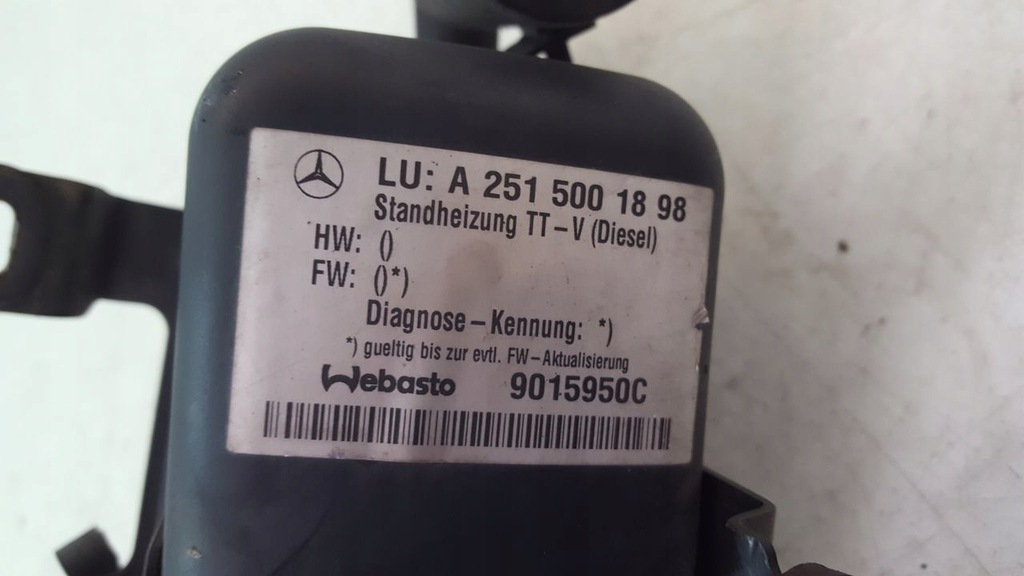 LU: A 251 500 18 98
Standheizung TT-V (Diesel)
HW: ()
FW: ()*)
Diagnose-Kennung: *)
*) gueltig bis zur evtl. FW-Aktualisierung
Webasto 9015950C